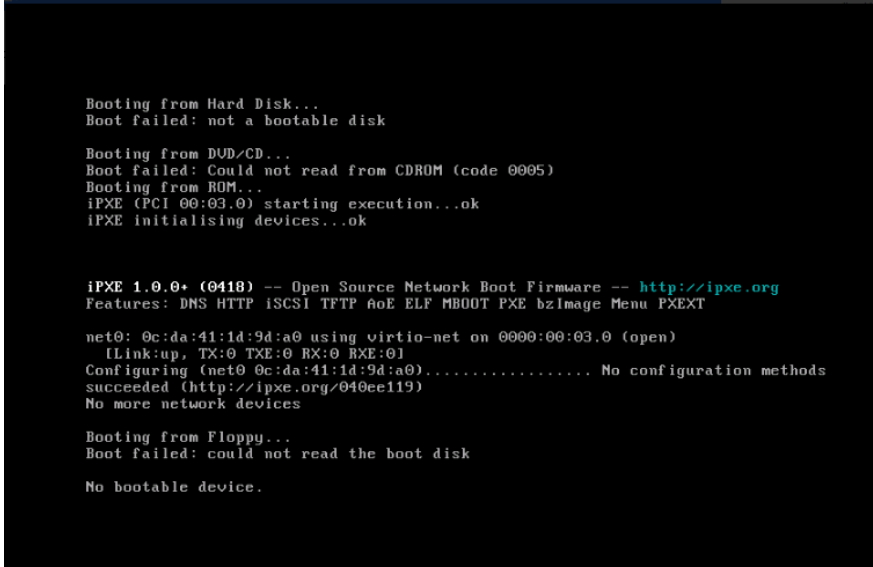 Booting from Hard Disk...
Boot failed: not a bootable disk
Booting from DVD/CD...
Boot failed: Could not read from CDROM (code 0005)
Booting from ROM...
iPXE (PCI 00:03.0) starting execution...ok
iPXE initialising devices...ok
iPXE 1.0.0+ (0418) -- Open Source Network Boot Firmware -- http://ipxe.org
Features: DNS HTTP iSCSI TFTP AoE ELF MBOOT PXE bzImage Menu PXEXT
net0: 0c:da:41:1d:9d:a0 using virtio-net on 0000:00:03.0 (open)
[Link:up, TX:0 TXE:0 RX:0 RXE:0]
Configuring (net0 0c:da:41:1d:9d:a0).................. No configuration methods
succeeded (http://ipxe.org/040ee119)
No more network devices
Booting from Floppy...
Boot failed: could not read the boot disk
No bootable device.